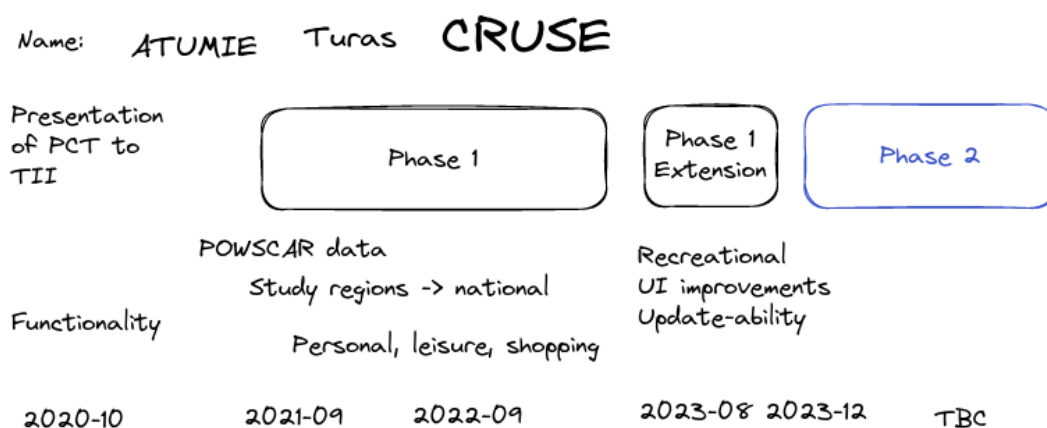 Name: ATUMIE Turas CRUSE
Presentation
of PCT to
TII
Phase 1
Phase 1
Extension
Phase 2
POWSCAR data
Study regions -> national
Personal, leisure, shopping
Recreational
UI improvements
Update-ability
Functionality
2020-10 2021-09 2022-09 2023-08 2023-12 TBC